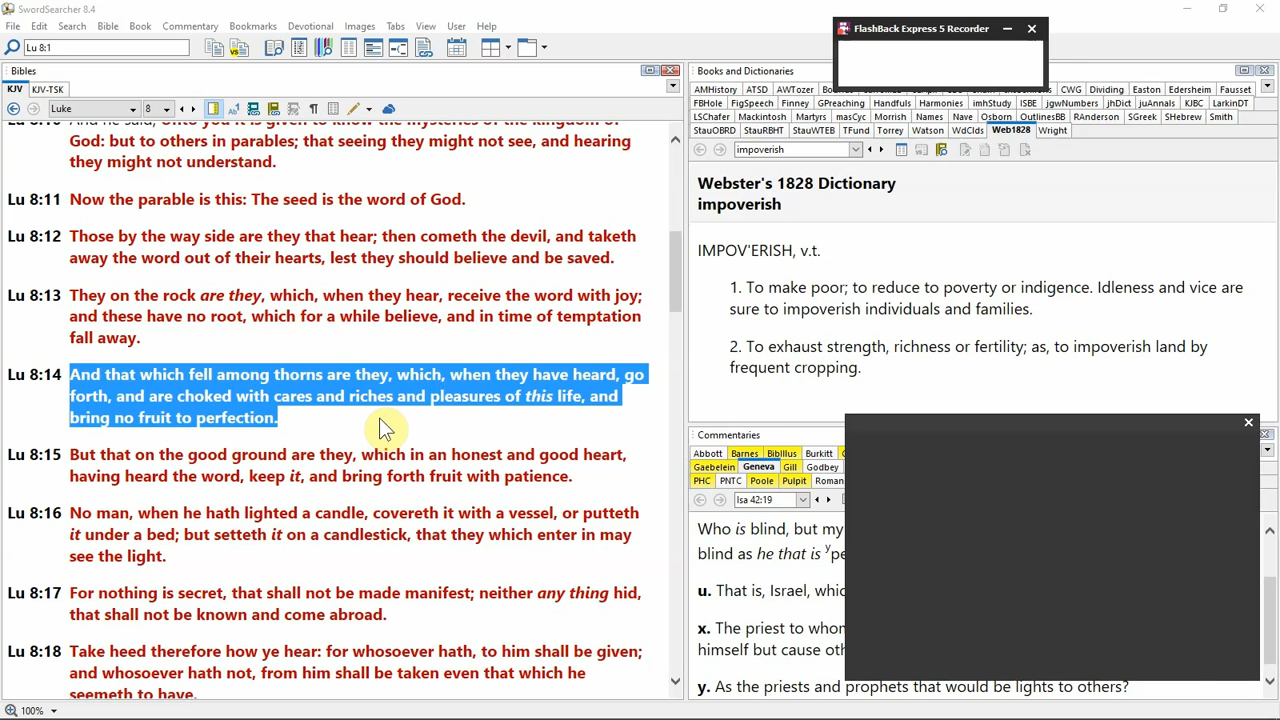 SwordSearcher 8.4
File Edit Search Bible Book Commentary Bookmarks Devotional Images Tabs View User Help
Lu 8:1
VS
FlashBack Express 5 Recorder
Bibles
KJV KJV-TSK
Luke 8
God: but to others in parables; that seeing they might not see, and hearing
they might not understand.
Lu 8:11 Now the parable is this: The seed is the word of God.
Lu 8:12 Those by the way side are they that hear; then cometh the devil, and taketh
away the word out of their hearts, lest they should believe and be saved.
Lu 8:13 They on the rock are they, which, when they hear, receive the word with joy;
and these have no root, which for a while believe, and in time of temptation
fall away.
Lu 8:14 And that which fell among thorns are they, which, when they have heard, go
forth, and are choked with cares and riches and pleasures of this life, and
bring no fruit to perfection.
Lu 8:15 But that on the good ground are they, which in an honest and good heart,
having heard the word, keep it, and bring forth fruit with patience.
Lu 8:16 No man, when he hath lighted a candle, covereth it with a vessel, or putteth
it under a bed; but setteth it on a candlestick, that they which enter in may
see the light.
Lu 8:17 For nothing is secret, that shall not be made manifest; neither any thing hid,
that shall not be known and come abroad.
Lu 8:18 Take heed therefore how ye hear: for whosoever hath, to him shall be given;
and whosoever hath not, from him shall be taken even that which he
seemeth to have.
100%
Books and Dictionaries
AMHistory ATSD AWTozer CWG Dividing Easton Edersheim Fausset
FBHole FigSpeech Finney GPreaching Handfuls Harmonies imhStudy ISBE jgwNumbers jhDict juAnnals KJBC LarkinDT
LSChafer Mackintosh Martyrs masCyc Morrish Names Nave Osborn OutlinesBB RAnderson SGreek SHebrew Smith
StauOBRD StauRBHT StauWTEB TFund Torrey Watson WdClds Web1828 Wright
impoverish
Webster's 1828 Dictionary
impoverish
IMPOV'ERISH, v.t.
1. To make poor; to reduce to poverty or indigence. Idleness and vice are
sure to impoverish individuals and families.
2. To exhaust strength, richness or fertility; as, to impoverish land by
frequent cropping.
Commentaries
Abbott Barnes BibIllus Burkitt
Gaebelein Geneva Gill Godbey
PHC PNTC Poole Pulpit Roman
Isa 42:19
Who is blind, but my
blind as he that is y pe
u. That is, Israel, whic
x. The priest to whom
himself but cause oth
y. As the priests and prophets that would be lights to others?